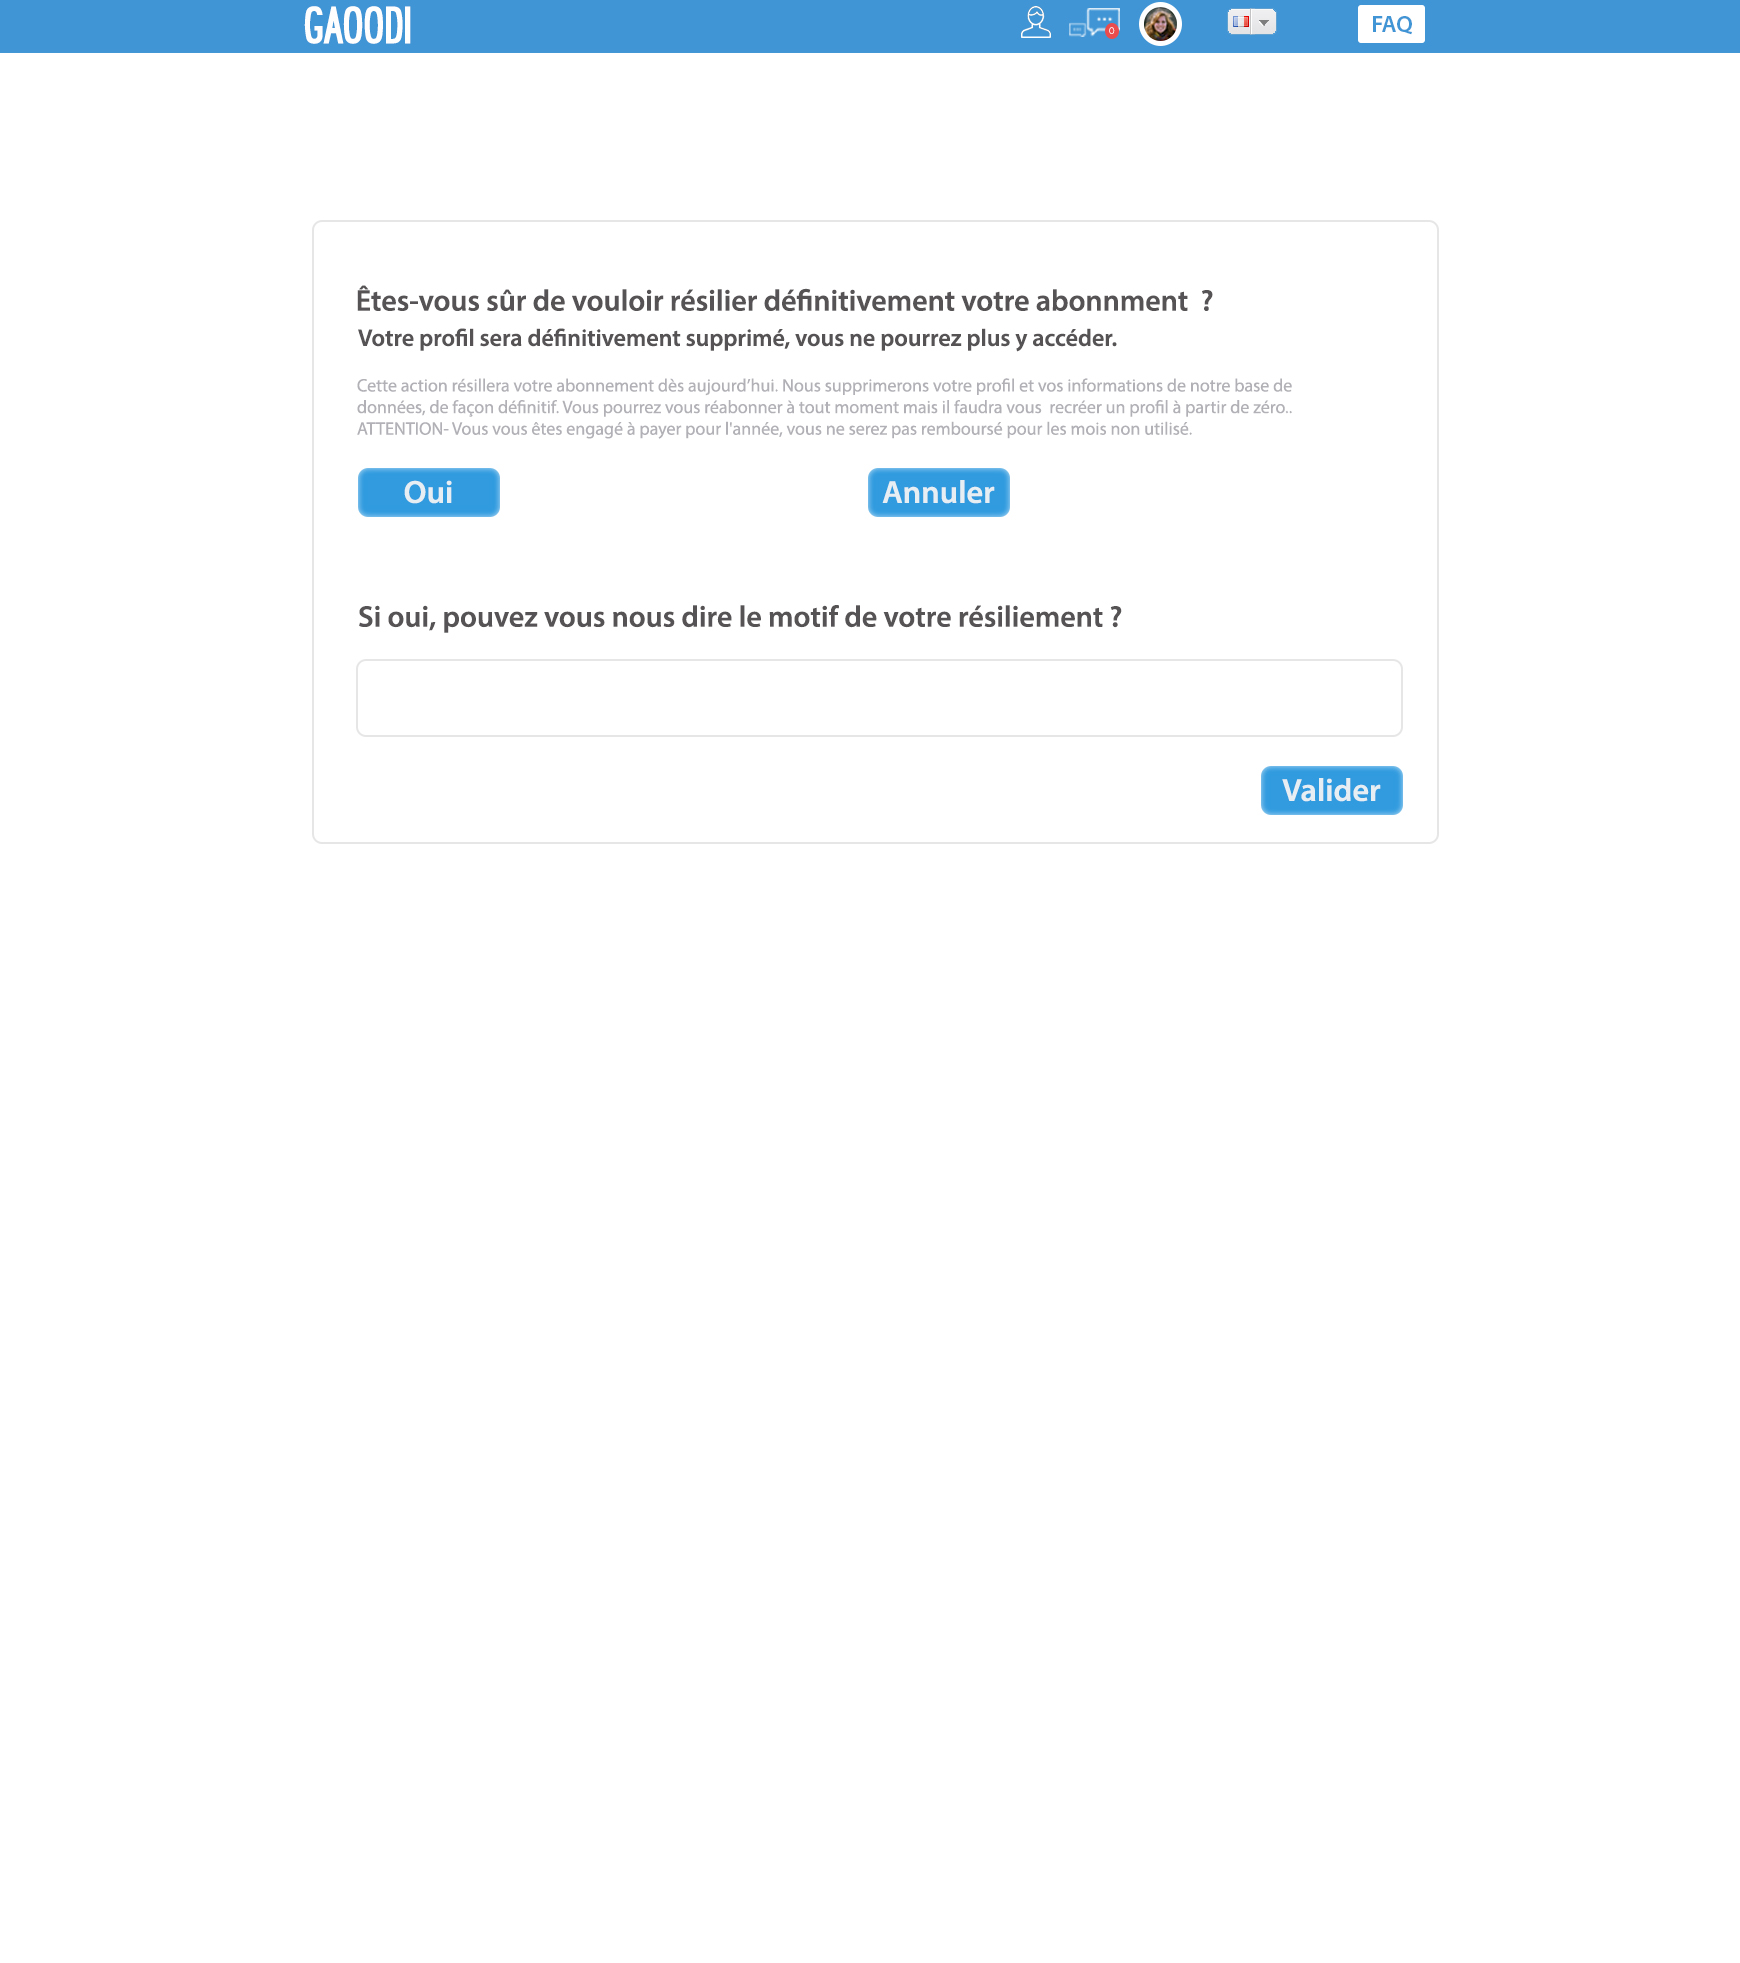 GAOODI
0
FAQ
Êtes-vous sûr de vouloir résilier définitivement votre abonnment  ?
Votre profil sera définitivement supprimé, vous ne pourrez plus y accéder.
Cette action résillera votre abonnement dès aujourd’hui. Nous supprimerons votre profil et vos informations de notre base de
données, de façon définitif. Vous pourrez vous réabonner à tout moment mais il faudra vous  recréer un profil à partir de zéro..
ATTENTION- Vous vous êtes engagé à payer pour l'année, vous ne serez pas remboursé pour les mois non utilisé.
Oui
Annuler
Si oui, pouvez vous nous dire le motif de votre résiliement ?
Valider